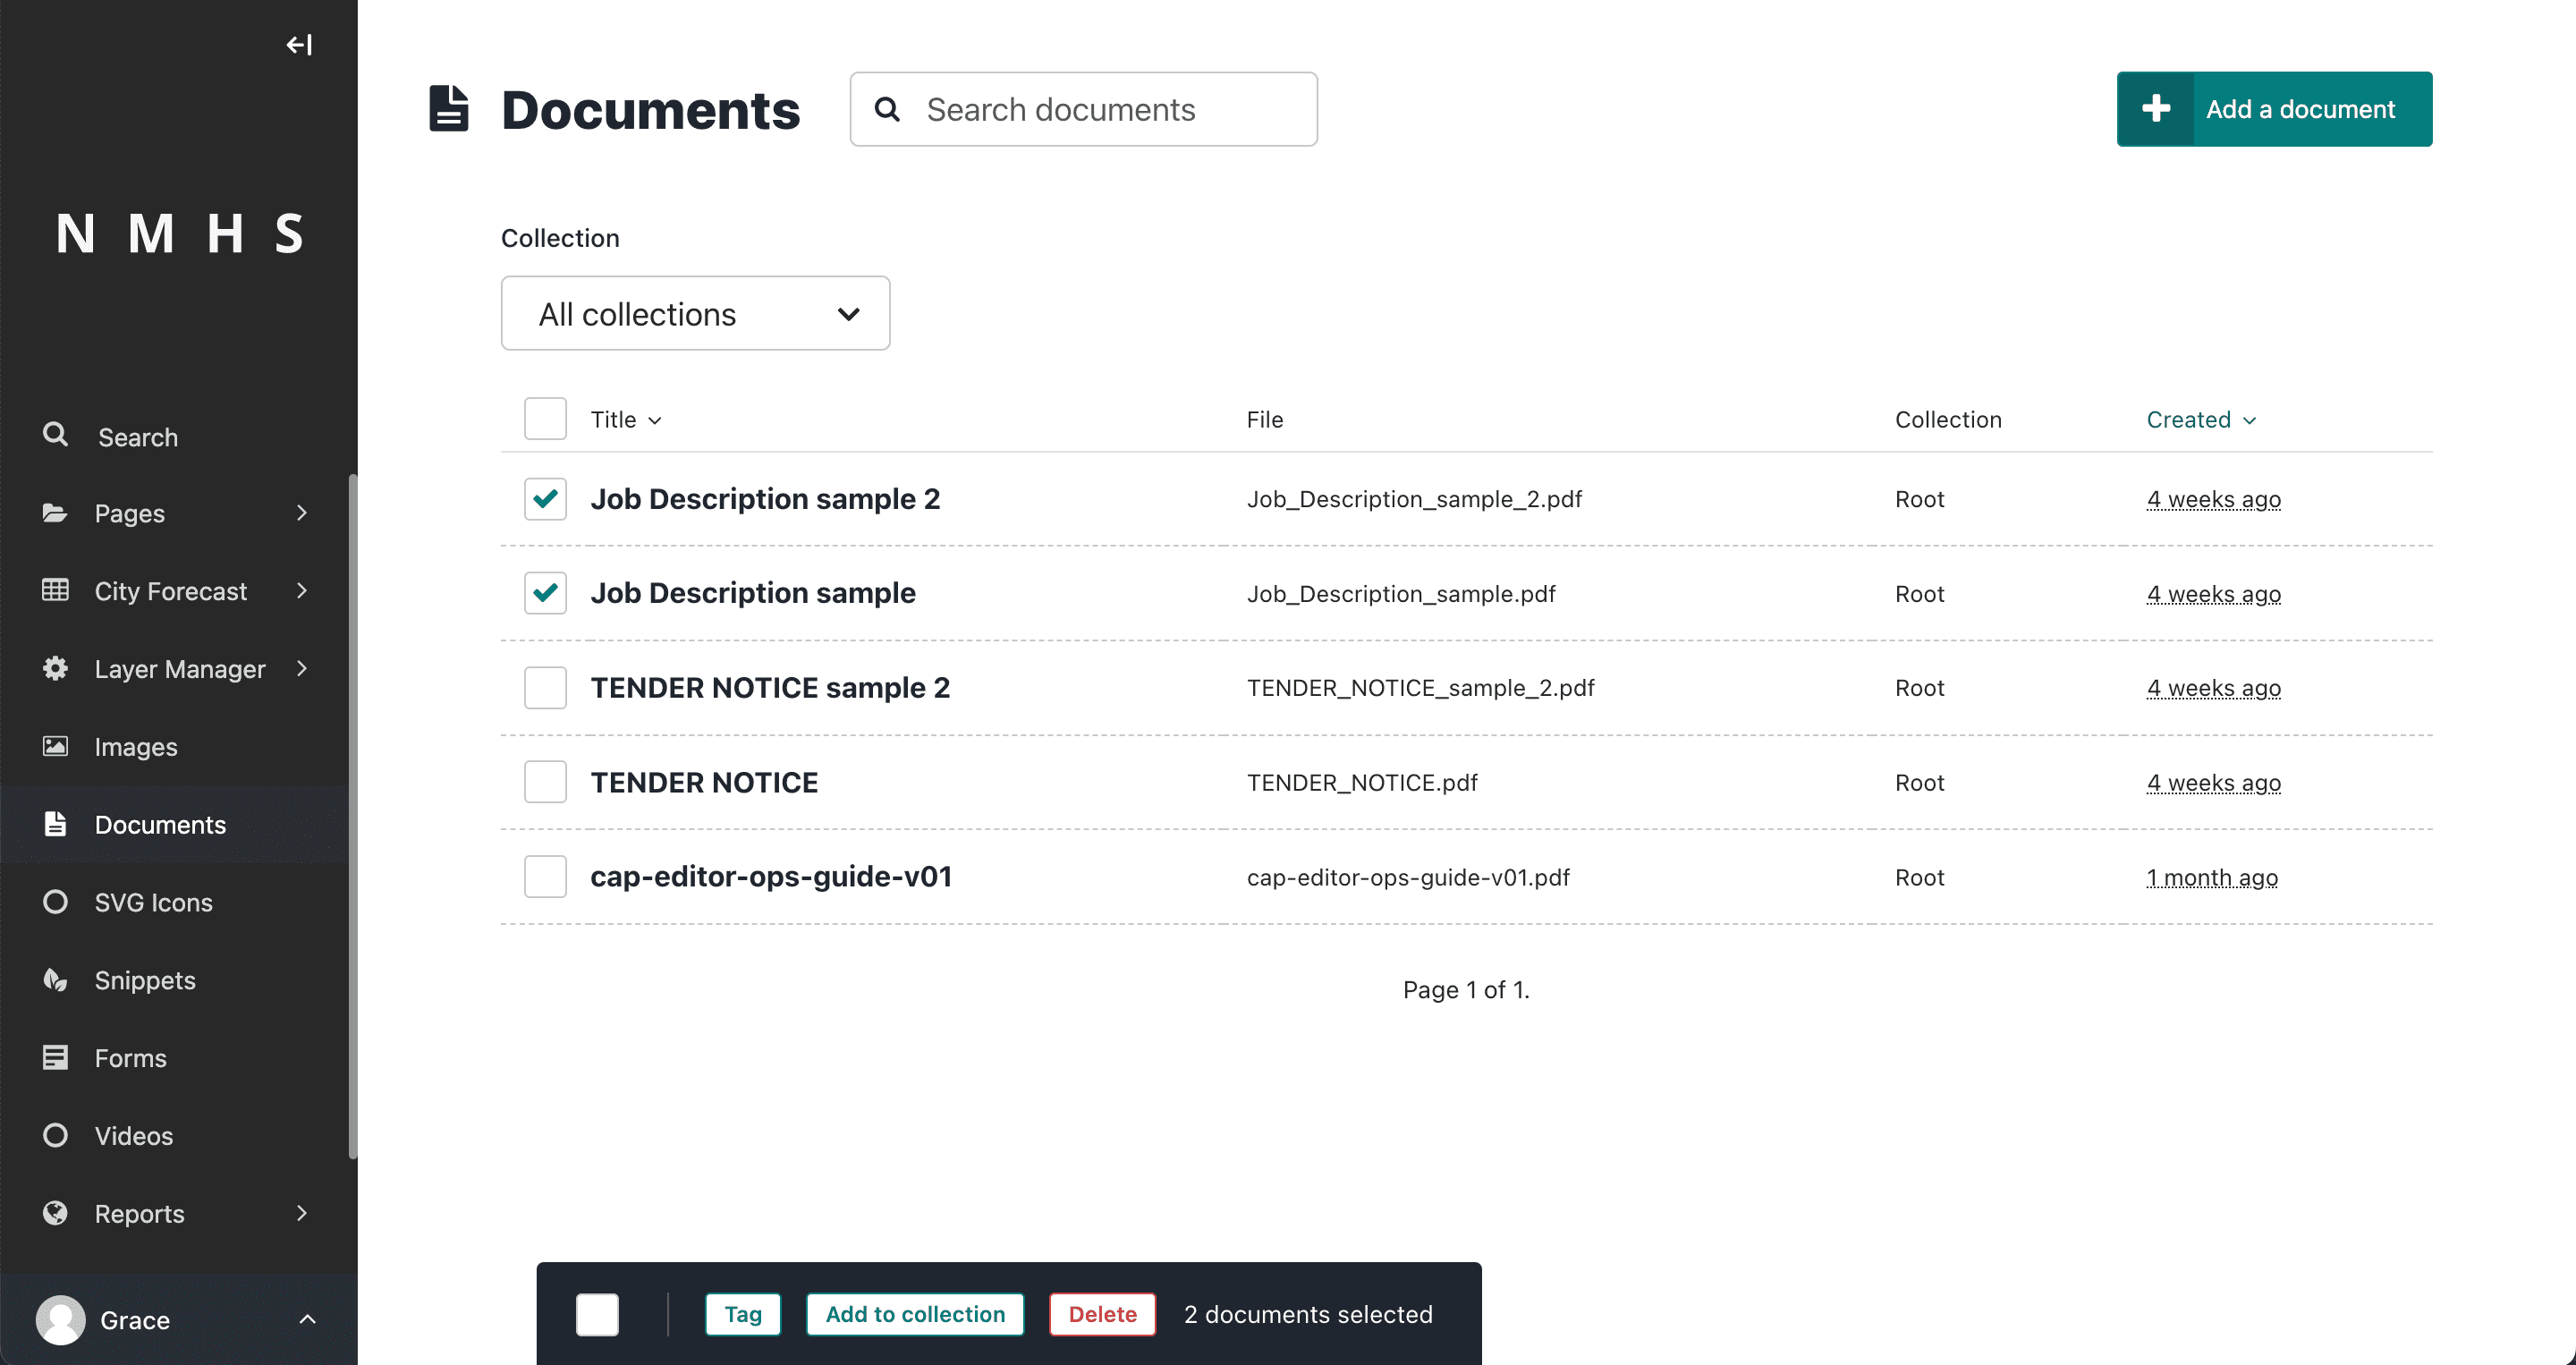 N M H S
Search
Pages
City Forecast
Layer Manager
Images
Documents
SVG Icons
Snippets
Forms
Videos
Reports
Grace
Documents
Search documents
Add a document
Collection
All collections
Title File Collection Created
Job Description sample 2 Job_Description_sample_2.pdf Root 4 weeks ago
Job Description sample Job_Description_sample.pdf Root 4 weeks ago
TENDER NOTICE sample 2 TENDER_NOTICE_sample_2.pdf Root 4 weeks ago
TENDER NOTICE TENDER_NOTICE.pdf Root 4 weeks ago
cap-editor-ops-guide-v01 cap-editor-ops-guide-v01.pdf Root 1 month ago
Page 1 of 1.
Tag Add to collection Delete 2 documents selected